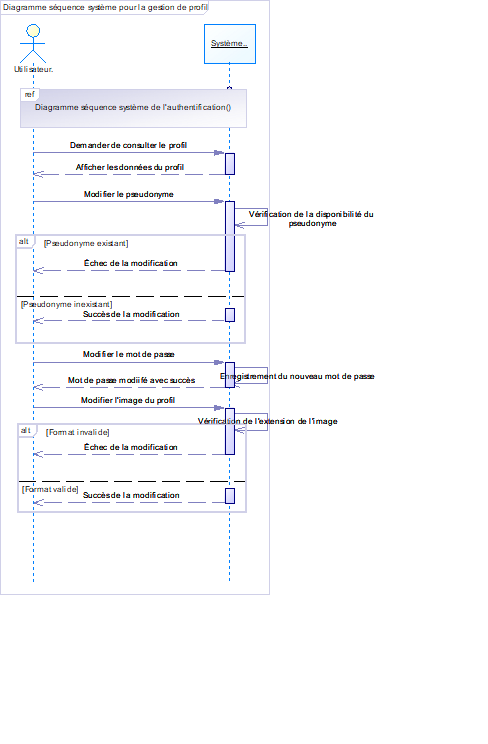 Diagramme séquence système pour la gestion de profil
Système..
Utilisateur.
ref
Diagramme séquence système de l'authentification()
Demander de consulter le profil
Afficher les données du profil
Modifier le pseudonyme
Vérification de la disponibilité du
pseudonyme
alt
[Pseudonyme existant]
Échec de la modification
[Pseudonyme inexistant]
Succès de la modification
Modifier le mot de passe
Enregistrement du nouveau mot de passe
Mot de passe modiifé avec succès
Modifier l'image du profil
Vérification de l'extension de l'image
alt
[Format invalide]
Échec de la modification
[Format valide]
Succès de la modification